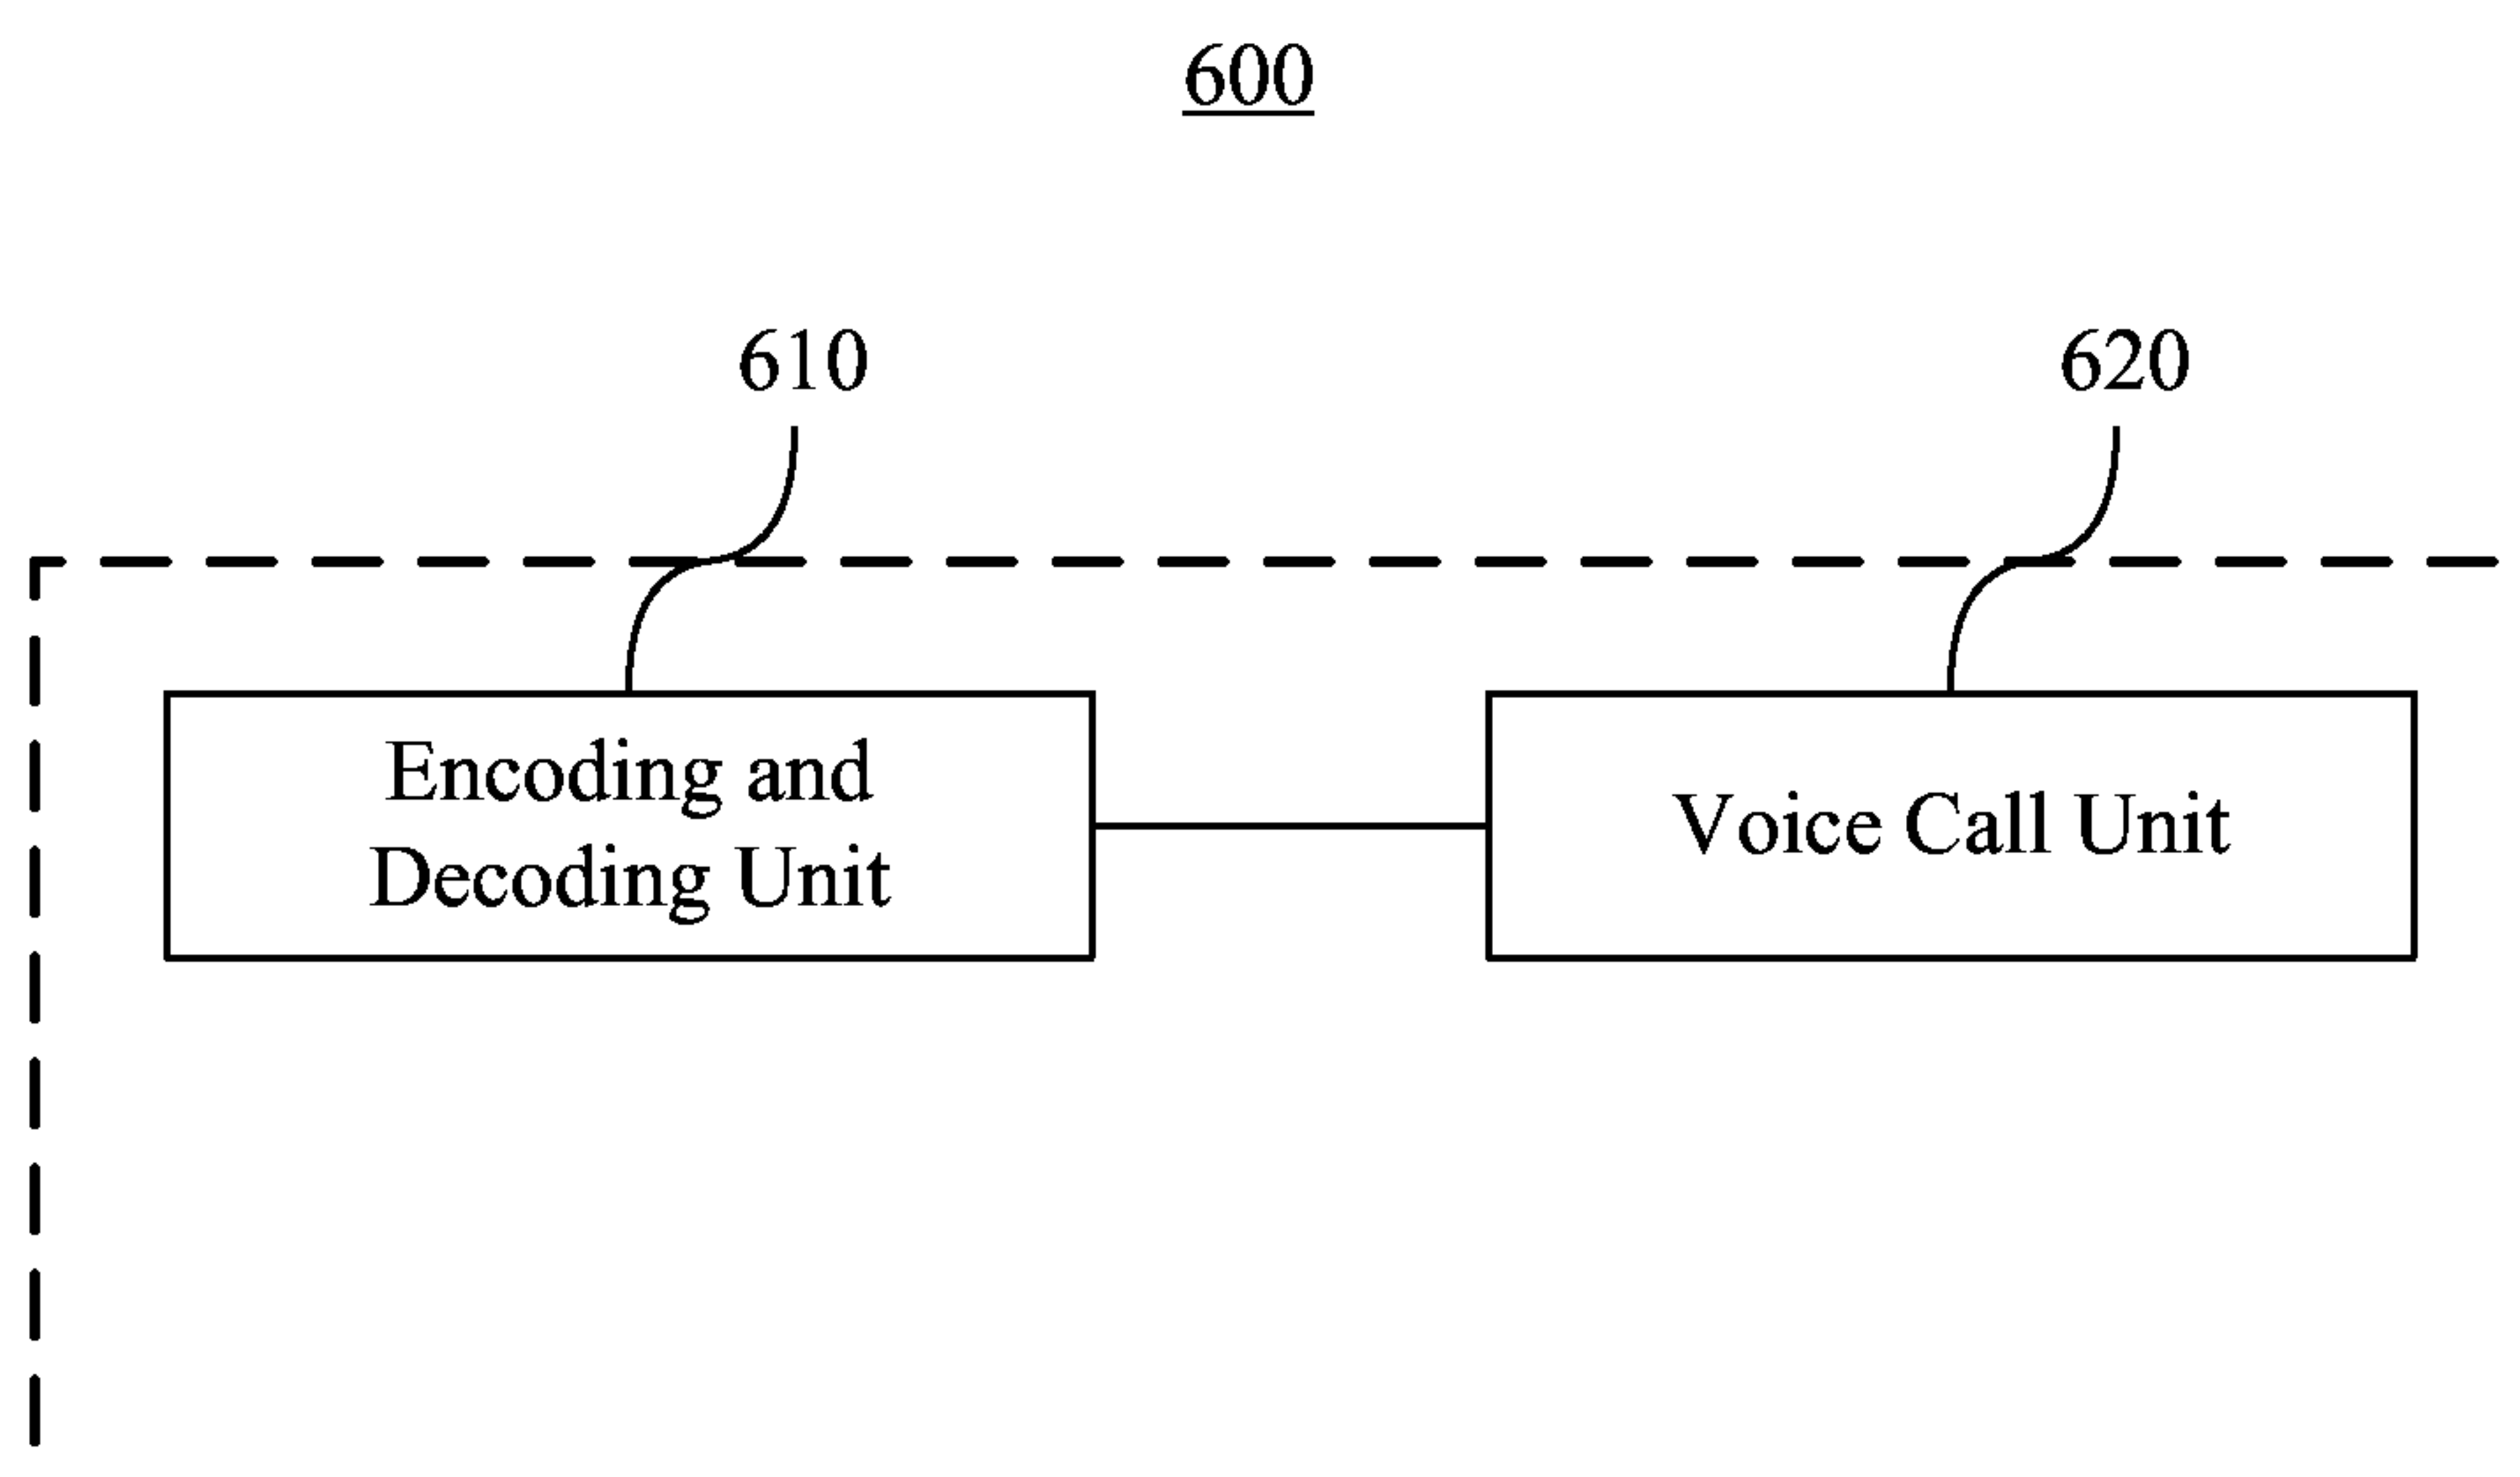 600
610
620
Encoding and
Decoding Unit
Voice Call Unit